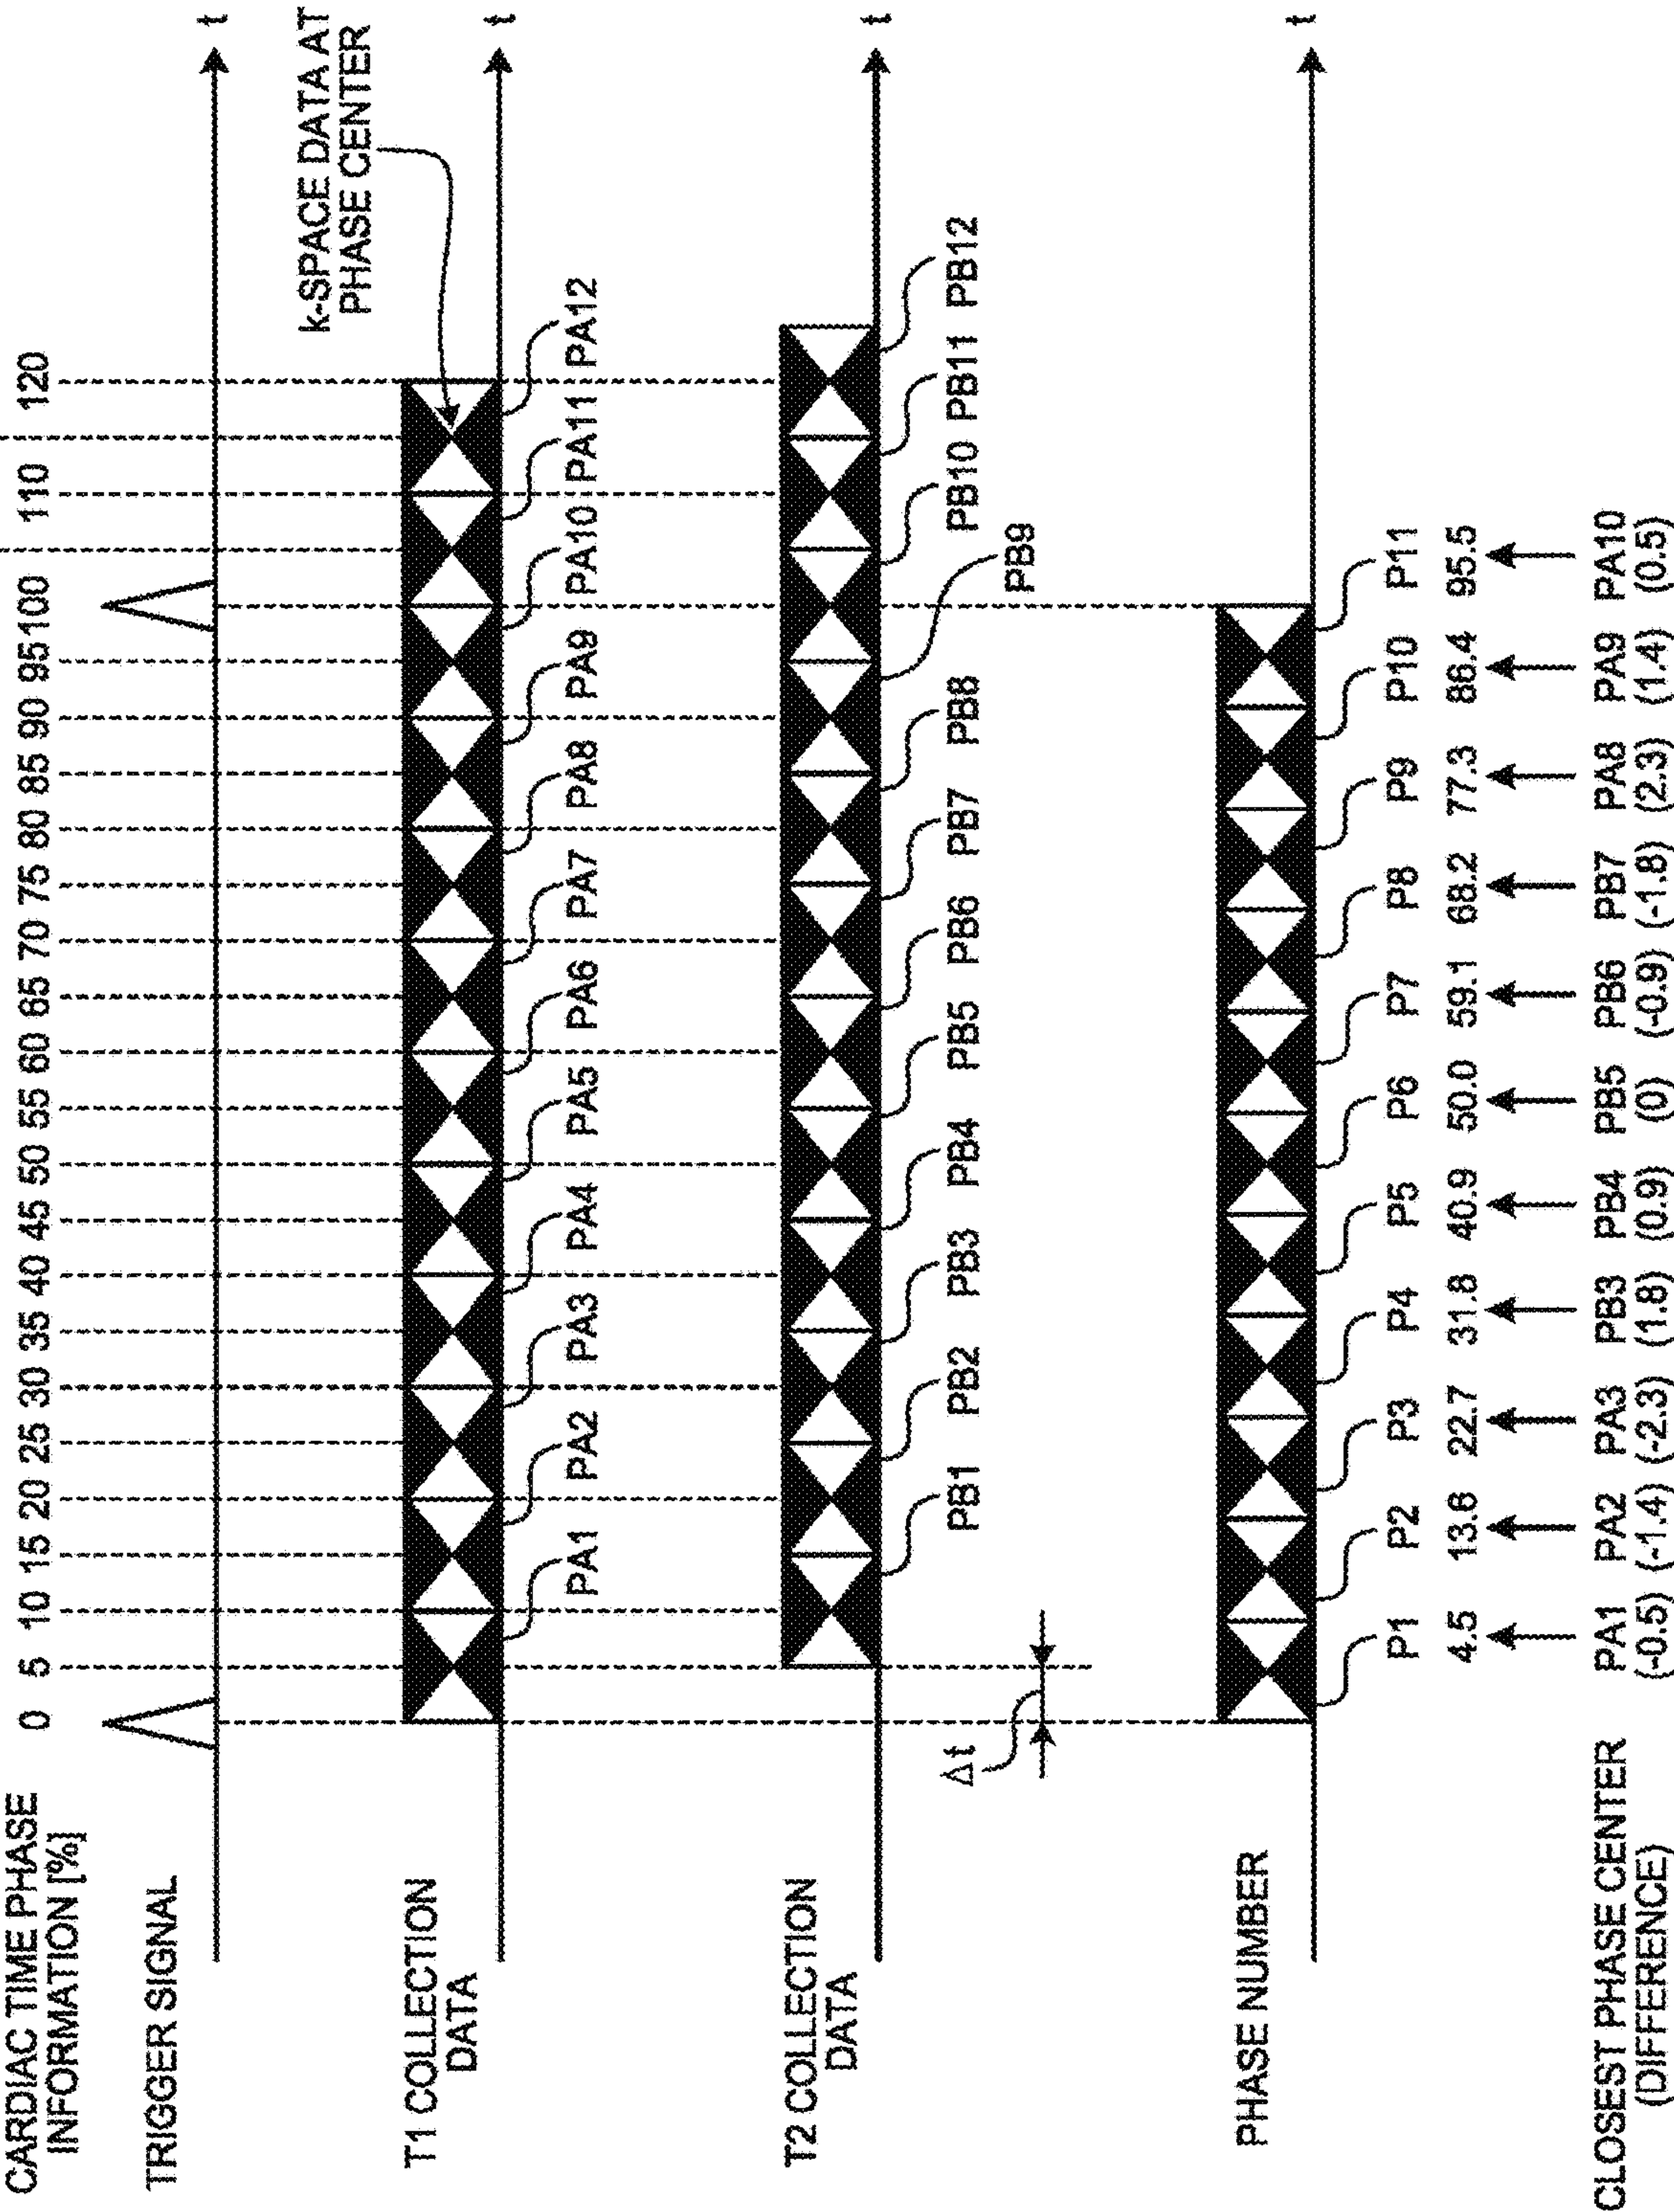 CARDIAC TIME PHASE
INFORMATION [%]
0 5 10 15 20 25 30 35 40 45 50 55 60 65 70 75 80 85 90 95 100 110 120
TRIGGER SIGNAL
t
k-SPACE DATA AT
PHASE CENTER
T1 COLLECTION
DATA
t
PA1 PA2 PA3 PA4 PA5 PA6 PA7 PA8 PA9 PA10 PA11 PA12
T2 COLLECTION
DATA
t
PB1 PB2 PB3 PB4 PB5 PB6 PB7 PB8 PB9 PB10 PB11 PB12
Δt
PHASE NUMBER
t
P1 P2 P3 P4 P5 P6 P7 P8 P9 P10 P11
4.5 13.6 22.7 31.8 40.9 50.0 59.1 68.2 77.3 86.4 95.5
CLOSEST PHASE CENTER PA1 PA2 PA3 PB3 PB4 PB5 PB6 PB7 PA8 PA9 PA10
(DIFFERENCE) (-0.5) (-1.4) (-2.3) (1.8) (0.9) (0) (-0.9) (-1.8) (2.3) (1.4) (0.5)